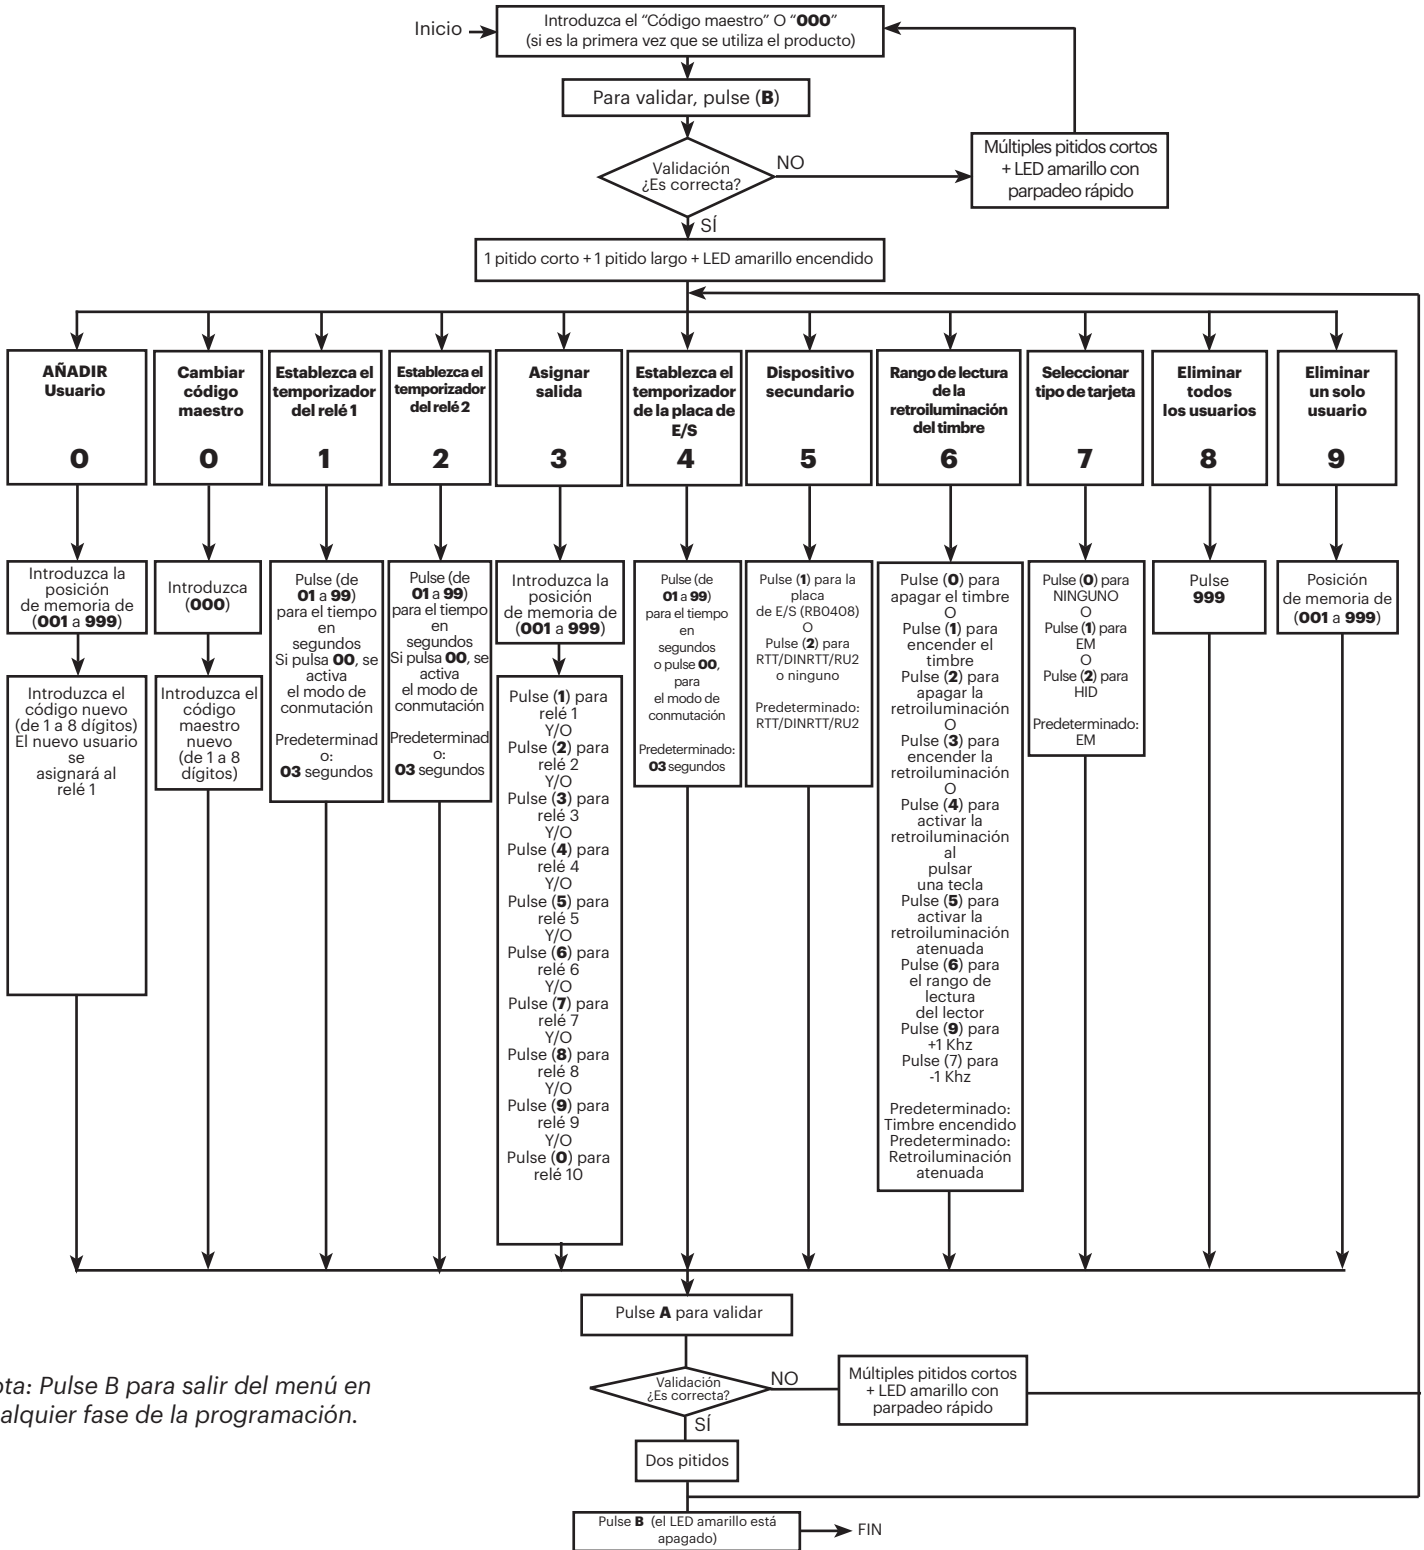 Inicio
Introduzca el “Código maestro” O “000”
(si es la primera vez que se utiliza el producto)
Para validar, pulse (B)
Validación
¿Es correcta?
NO
Múltiples pitidos cortos
+ LED amarillo con
parpadeo rápido
SÍ
1 pitido corto + 1 pitido largo + LED amarillo encendido
AÑADIR
Usuario
0
Cambiar
código
maestro
0
Establezca el
temporizador
del relé 1
1
Establezca el
temporizador
del relé 2
2
Asignar
salida
3
Establezca el
temporizador
de la placa de
E/S
4
Dispositivo
secundario
5
Rango de lectura
de la
retroiluminación
del timbre
6
Seleccionar
tipo de tarjeta
7
Eliminar
todos
los usuarios
8
Eliminar
un solo
usuario
9
Introduzca la
posición
de memoria de
(001 a 999)
Introduzca el
código nuevo
(de 1 a 8 dígitos)
El nuevo usuario
se
asignará al
relé 1
Introduzca
(000)
Introduzca el
código
maestro
nuevo
(de 1 a 8
dígitos)
Pulse (de
01 a 99)
para el tiempo
en
segundos
Si pulsa 00, se
activa
el modo de
conmutación
Predeterminad
o:
03 segundos
Pulse (de
01 a 99)
para el tiempo
en
segundos
Si pulsa 00, se
activa
el modo de
conmutación
Predeterminad
o:
03 segundos
Introduzca la
posición
de memoria de
(001 a 999)
Pulse (1) para
relé 1
Y/O
Pulse (2) para
relé 2
Y/O
Pulse (3) para
relé 3
Y/O
Pulse (4) para
relé 4
Y/O
Pulse (5) para
relé 5
Y/O
Pulse (6) para
relé 6
Y/O
Pulse (7) para
relé 7
Y/O
Pulse (8) para
relé 8
Y/O
Pulse (9) para
relé 9
Y/O
Pulse (0) para
relé 10
Pulse (de
01 a 99)
para el tiempo
en
segundos
o pulse 00,
para
el modo de
conmutación
Predeterminado:
03 segundos
Pulse (1) para la
placa
de E/S (RB0408)
O
Pulse (2) para
RTT/DINRTT/RU2
o ninguno
Predeterminado:
RTT/DINRTT/RU2
Pulse (0) para
apagar el timbre
O
Pulse (1) para
encender el
timbre
Pulse (2) para
apagar la
retroiluminación
O
Pulse (3) para
encender la
retroiluminación
O
Pulse (4) para
activar la
retroiluminación
al
pulsar
una tecla
Pulse (5) para
activar la
retroiluminación
atenuada
Pulse (6) para
el rango de
lectura
del lector
Pulse (9) para
+1 Khz
Pulse (7) para
-1 Khz
Predeterminado:
Timbre encendido
Predeterminado:
Retroiluminación
atenuada
Pulse (0) para
NINGUNO
O
Pulse (1) para
EM
O
Pulse (2) para
HID
Predeterminado:
EM
Pulse
999
Posición
de memoria de
(001 a 999)
Pulse A para validar
Validación
¿Es correcta?
NO
Múltiples pitidos cortos
+ LED amarillo con
parpadeo rápido
SÍ
Dos pitidos
Pulse B (el LED amarillo está
apagado)
FIN
ota: Pulse B para salir del menú en
alquier fase de la programación.